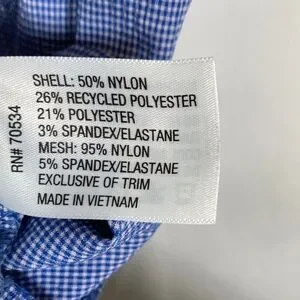 SHELL: 50% NYLON
26% RECYCLED POLYESTER
21% POLYESTER
3% SPANDEX/ELASTANE
MESH: 95% NYLON
5% SPANDEX/ELASTANE
EXCLUSIVE OF TRIM
MADE IN VIETNAM
RN# 70534